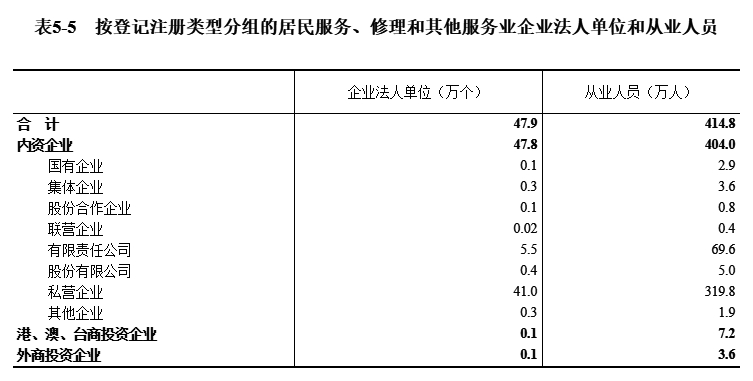 表5-5 按登记注册类型分组的居民服务、修理和其他服务业企业法人单位和从业人员
企业法人单位（万个） 从业人员（万人）
合 计 47.9 414.8
内资企业 47.8 404.0
国有企业 0.1 2.9
集体企业 0.3 3.6
股份合作企业 0.1 0.8
联营企业 0.02 0.4
有限责任公司 5.5 69.6
股份有限公司 0.4 5.0
私营企业 41.0 319.8
其他企业 0.3 1.9
港、澳、台商投资企业 0.1 7.2
外商投资企业 0.1 3.6